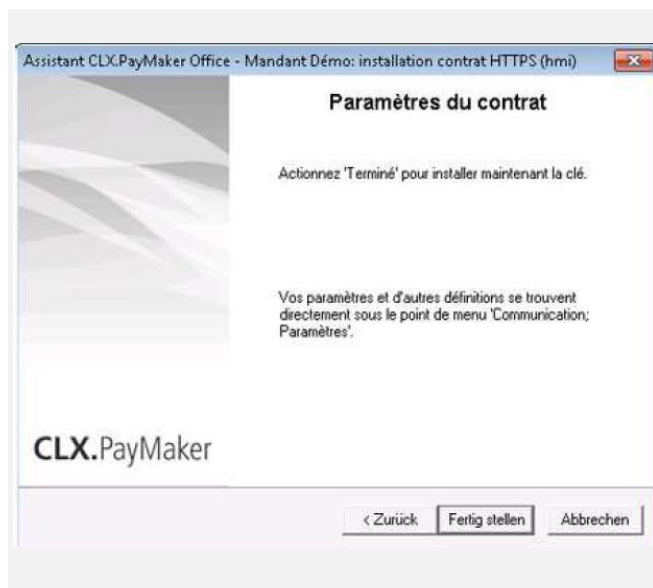 Assistant CLX.PayMaker Office - Mandant Démo: installation contrat HTTPS (hmi)
Paramètres du contrat
Actionnez 'Terminé' pour installer maintenant la clé.
Vos paramètres et d'autres définitions se trouvent
directement sous le point de menu 'Communication;
Paramètres'.
CLX.PayMaker
< Zurück
Fertig stellen
Abbrechen